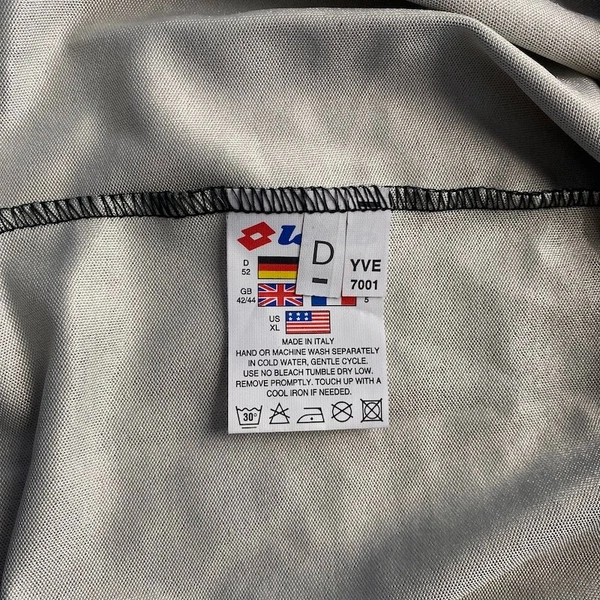 D
YVE
7001
D
52
GB
42/44
5
US
XL
MADE IN ITALY
HAND OR MACHINE WASH SEPARATELY
IN COLD WATER, GENTLE CYCLE.
USE NO BLEACH TUMBLE DRY LOW.
REMOVE PROMPTLY. TOUCH UP WITH A
COOL IRON IF NEEDED.
30°